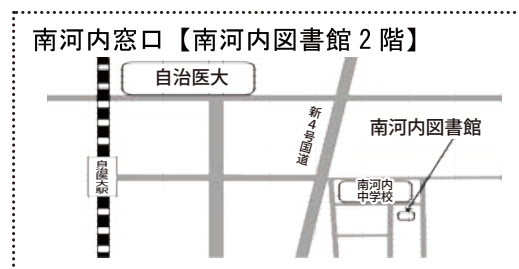 南河内窓口【南河内図書館2階】
自治医大
新4号国道
南河内図書館
自治医大駅
南河内
中学校